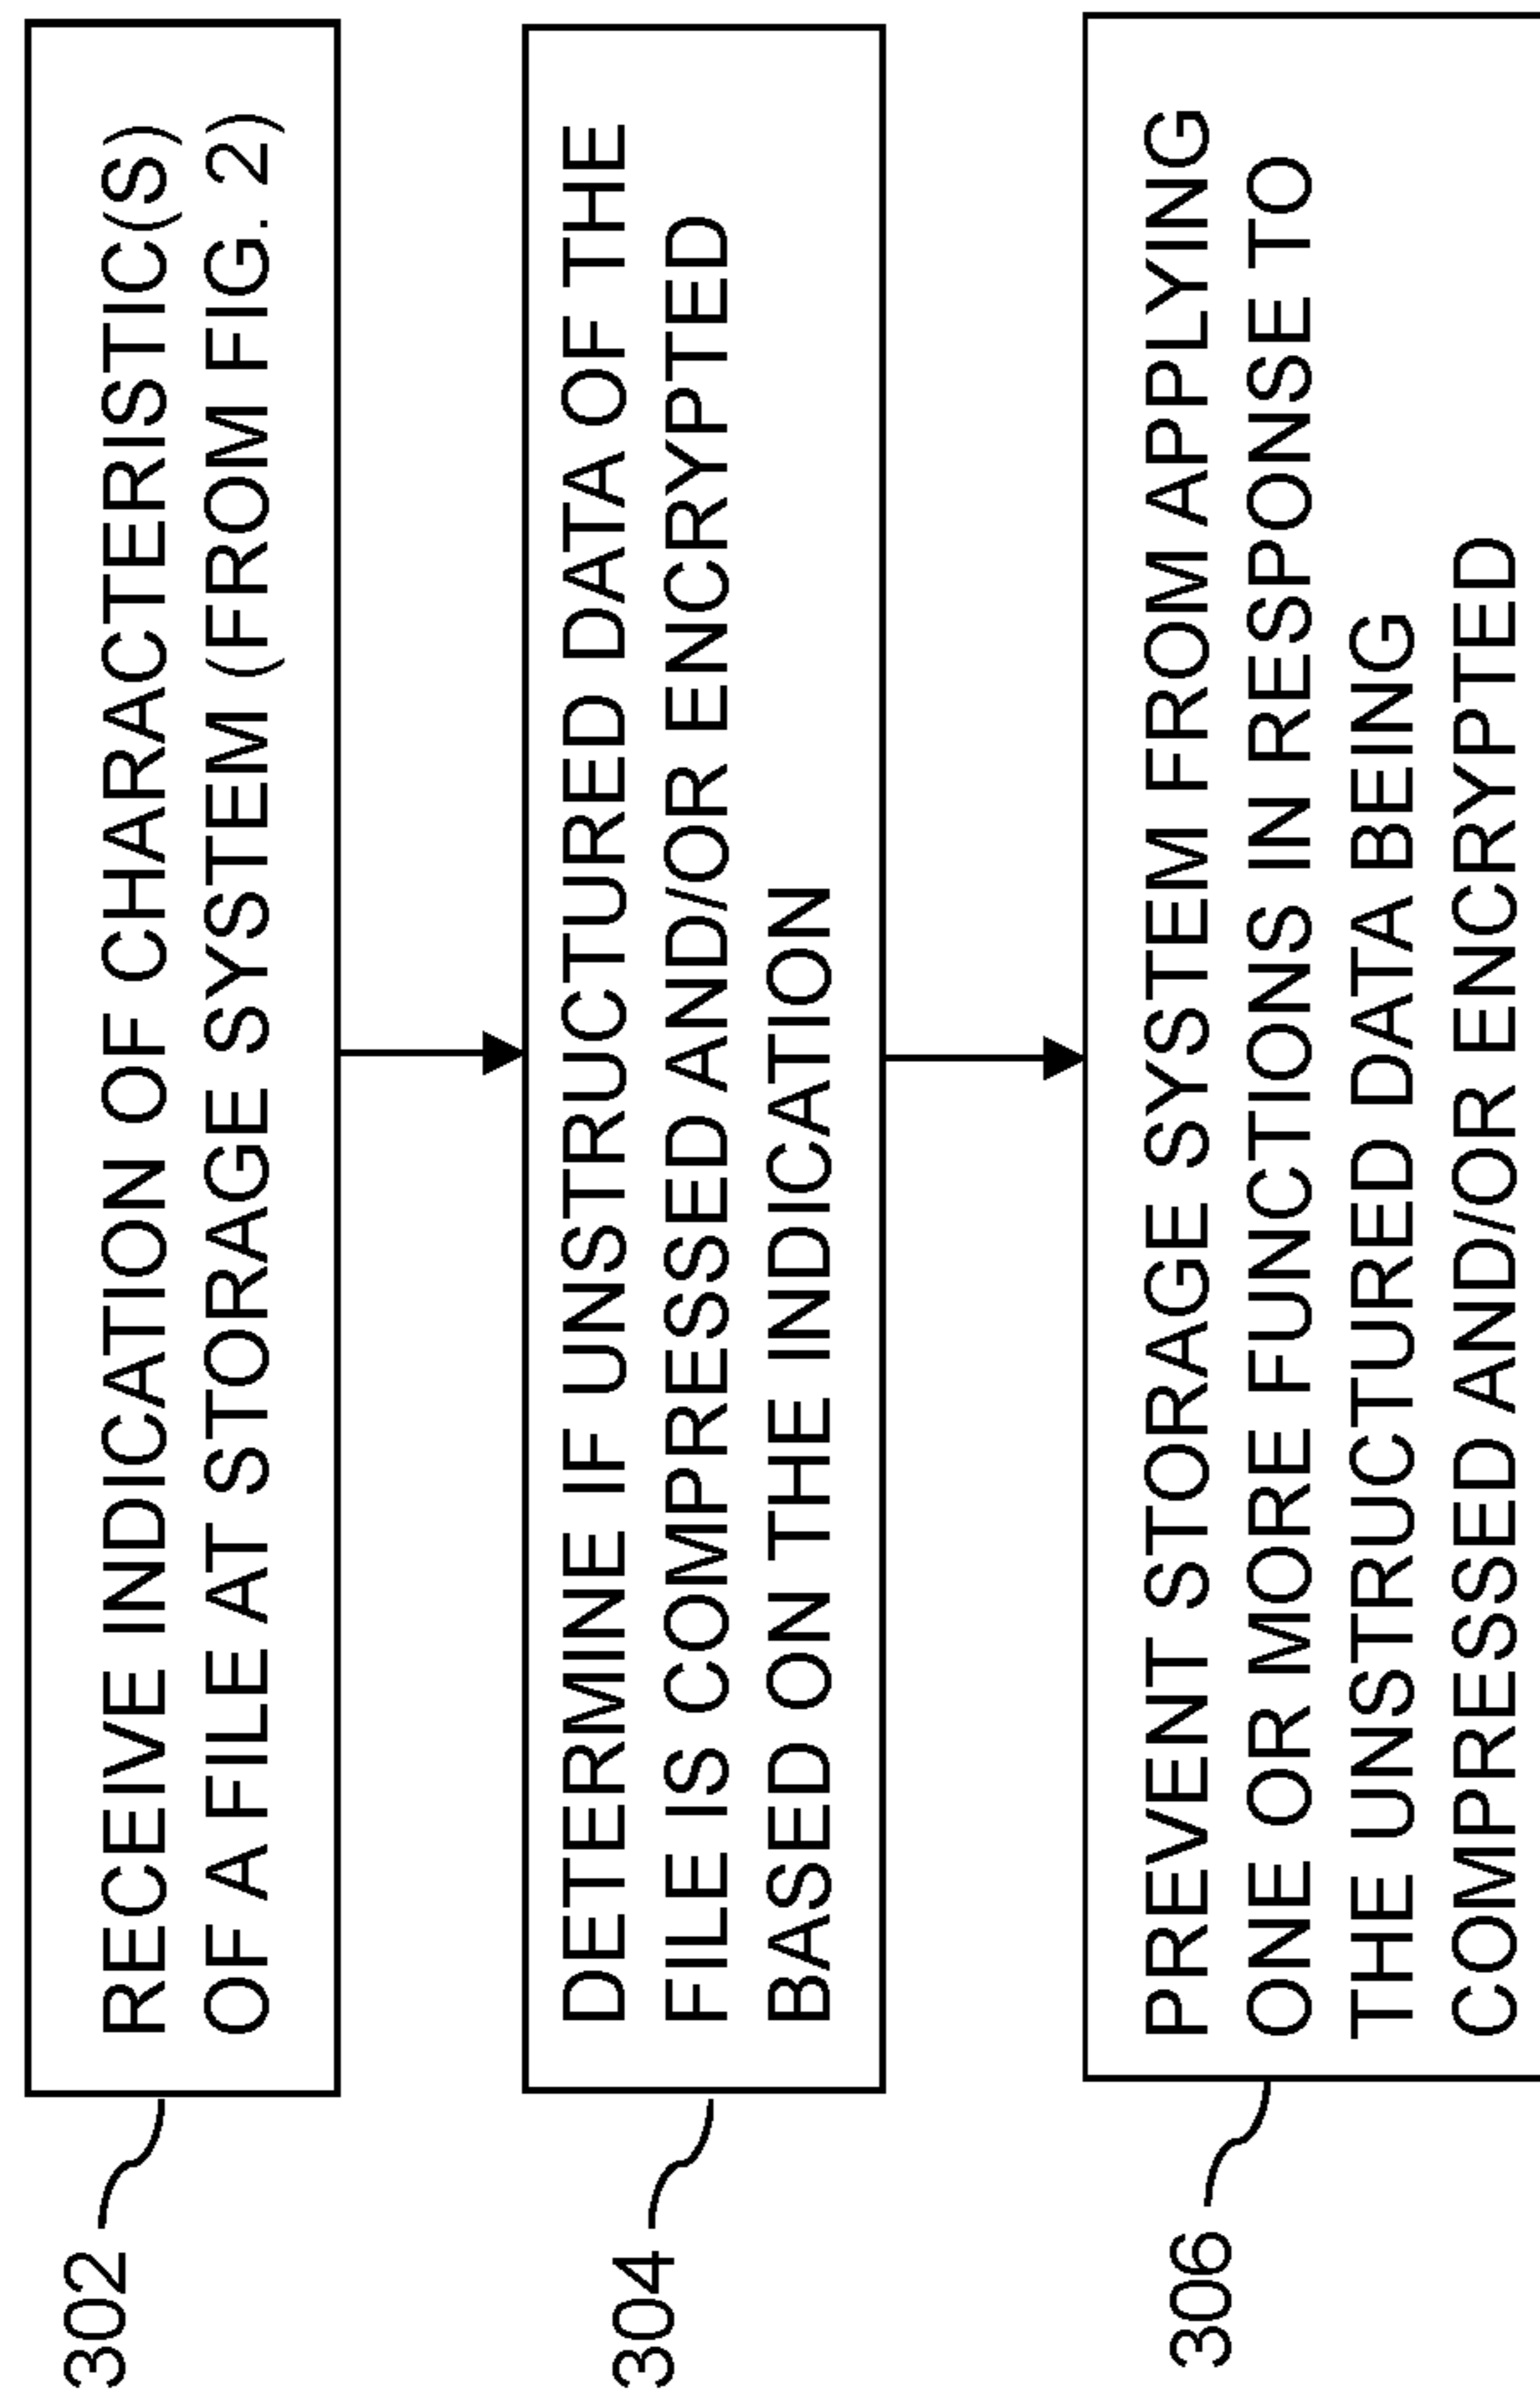 302
RECEIVE INDICATION OF CHARACTERISTIC(S)
OF A FILE AT STORAGE SYSTEM (FROM FIG. 2)
304
DETERMINE IF UNSTRUCTURED DATA OF THE
FILE IS COMPRESSED AND/OR ENCRYPTED
BASED ON THE INDICATION
306
PREVENT STORAGE SYSTEM FROM APPLYING
ONE OR MORE FUNCTIONS IN RESPONSE TO
THE UNSTRUCTURED DATA BEING
COMPRESSED AND/OR ENCRYPTED